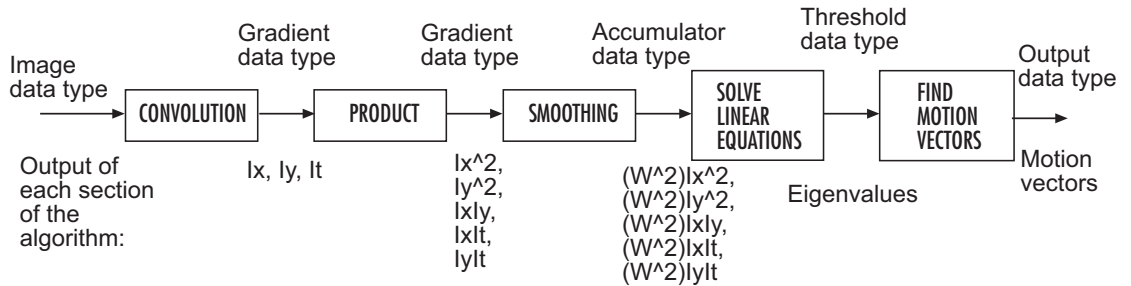 Image
data type
CONVOLUTION
Gradient
data type
PRODUCT
Gradient
data type
SMOOTHING
Accumulator
data type
SOLVE
LINEAR
EQUATIONS
Threshold
data type
FIND
MOTION
VECTORS
Output
data type
Output of
each section
of the
algorithm:
Ix, Iy, It
Ix^2,
Iy^2,
IxIy,
IxIt,
IyIt
(W^2)Ix^2,
(W^2)Iy^2,
(W^2)IxIy,
(W^2)IxIt,
(W^2)IyIt
Eigenvalues
Motion
vectors